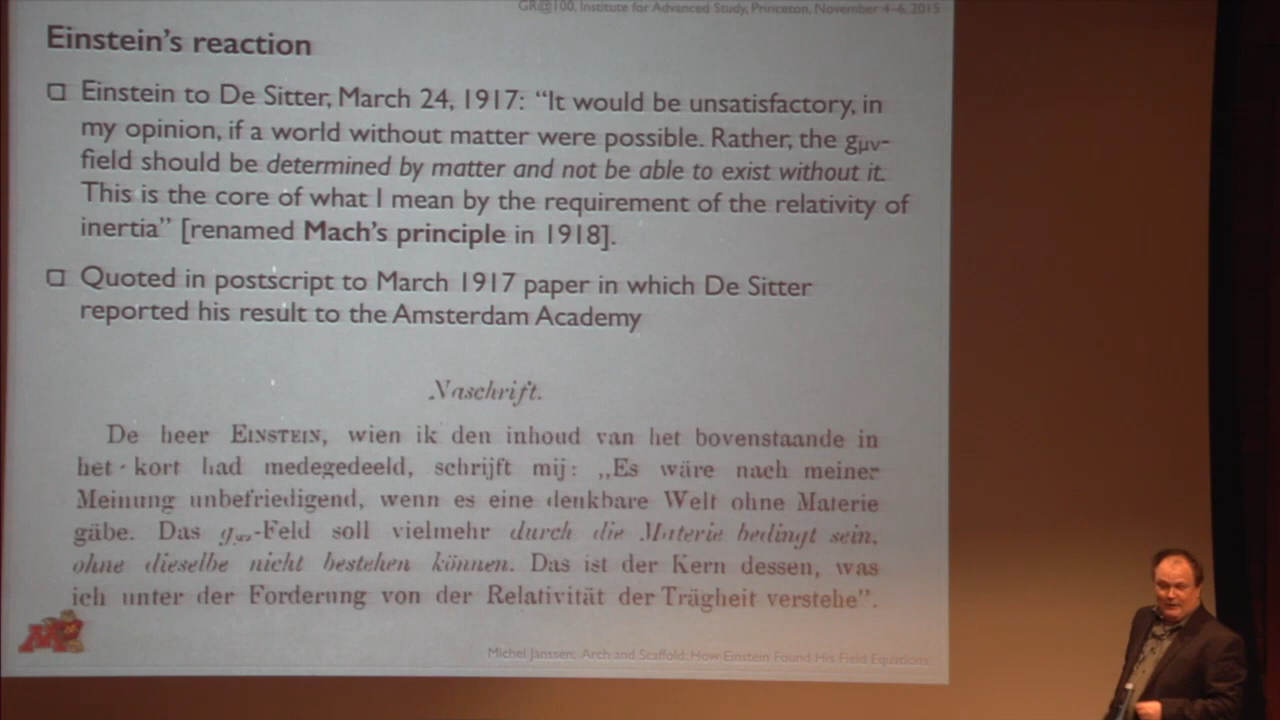 GR@100, Institute for Advanced Study, Princeton, November 4-6, 2015
Einstein's reaction
Einstein to De Sitter, March 24, 1917: “It would be unsatisfactory, in
my opinion, if a world without matter were possible. Rather, the gμν-
field should be determined by matter and not be able to exist without it.
This is the core of what I mean by the requirement of the relativity of
inertia” [renamed Mach's principle in 1918].
Quoted in postscript to March 1917 paper in which De Sitter
reported his result to the Amsterdam Academy
Naschrift.
De heer EINSTEIN, wien ik den inhoud van het bovenstaande in
het kort had medegedeeld, schrijft mij: „Es wäre nach meiner
Meinung unbefriedigend, wenn es eine denkbare Welt ohne Materie
gäbe. Das gμν-Feld soll vielmehr durch die Materie bedingt sein,
ohne dieselbe nicht bestehen können. Das ist der Kern dessen, was
ich unter der Forderung von der Relativität der Trägheit verstehe”.
M
Michel Janssen, Arch and Scaffold: How Einstein Found His Field Equations